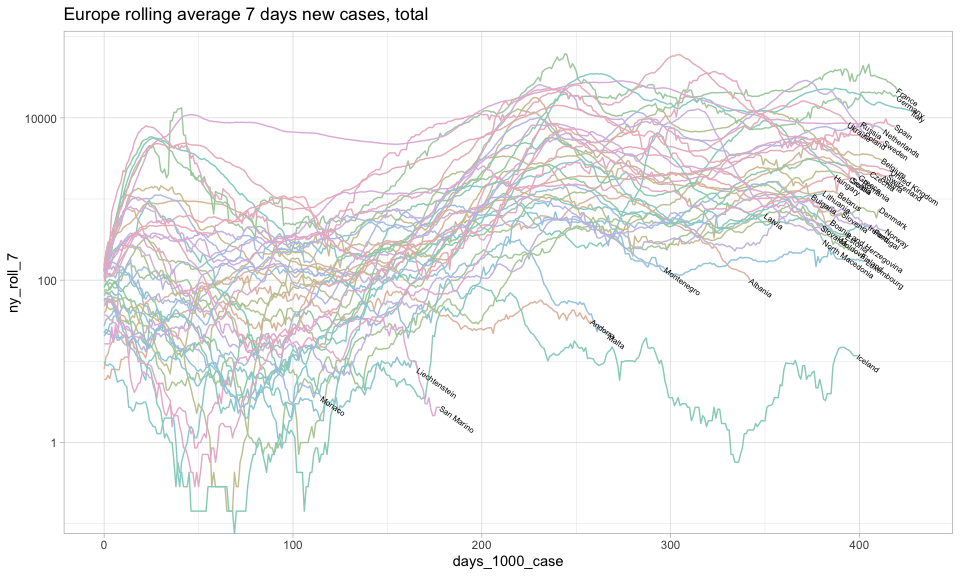 Europe rolling average 7 days new cases, total
ny_roll_7
10000
100
1
France
Germany
Italy
Spain
Russia
Netherlands
Sweden
Belgium
United Kingdom
Switzerland
Czechia
Hungary
Belarus
Lithuania
Bulgaria
Slovenia
Denmark
Norway
Latvia
Bosnia and Herzegovina
Luxembourg
North Macedonia
Montenegro
Albania
Andorra
Malta
Iceland
Liechtenstein
San Marino
Monaco
0
100
200
300
400
days_1000_case